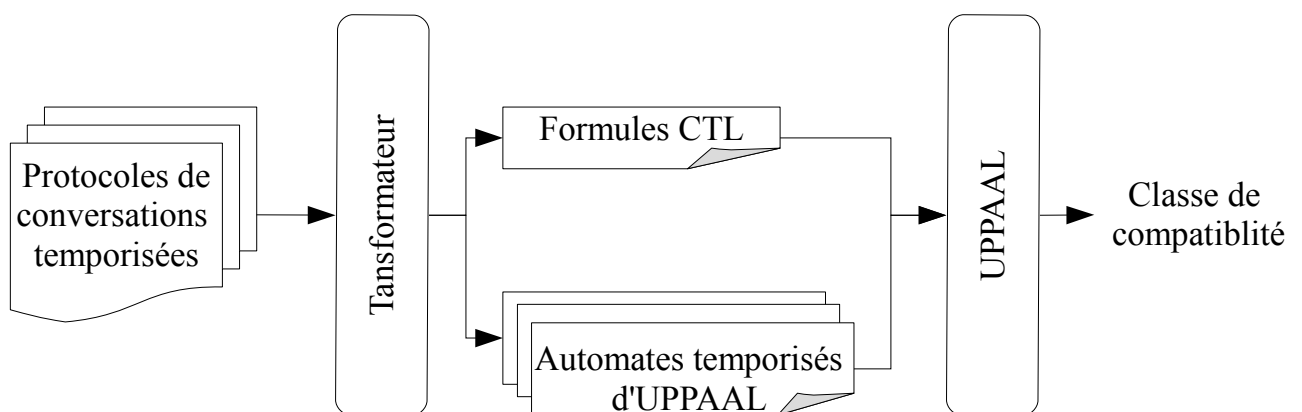 Protocoles de
conversations
temporisées
Tansformateur
Formules CTL
Automates temporisés
d'UPPAAL
UPPAAL
Classe de
compatiblité